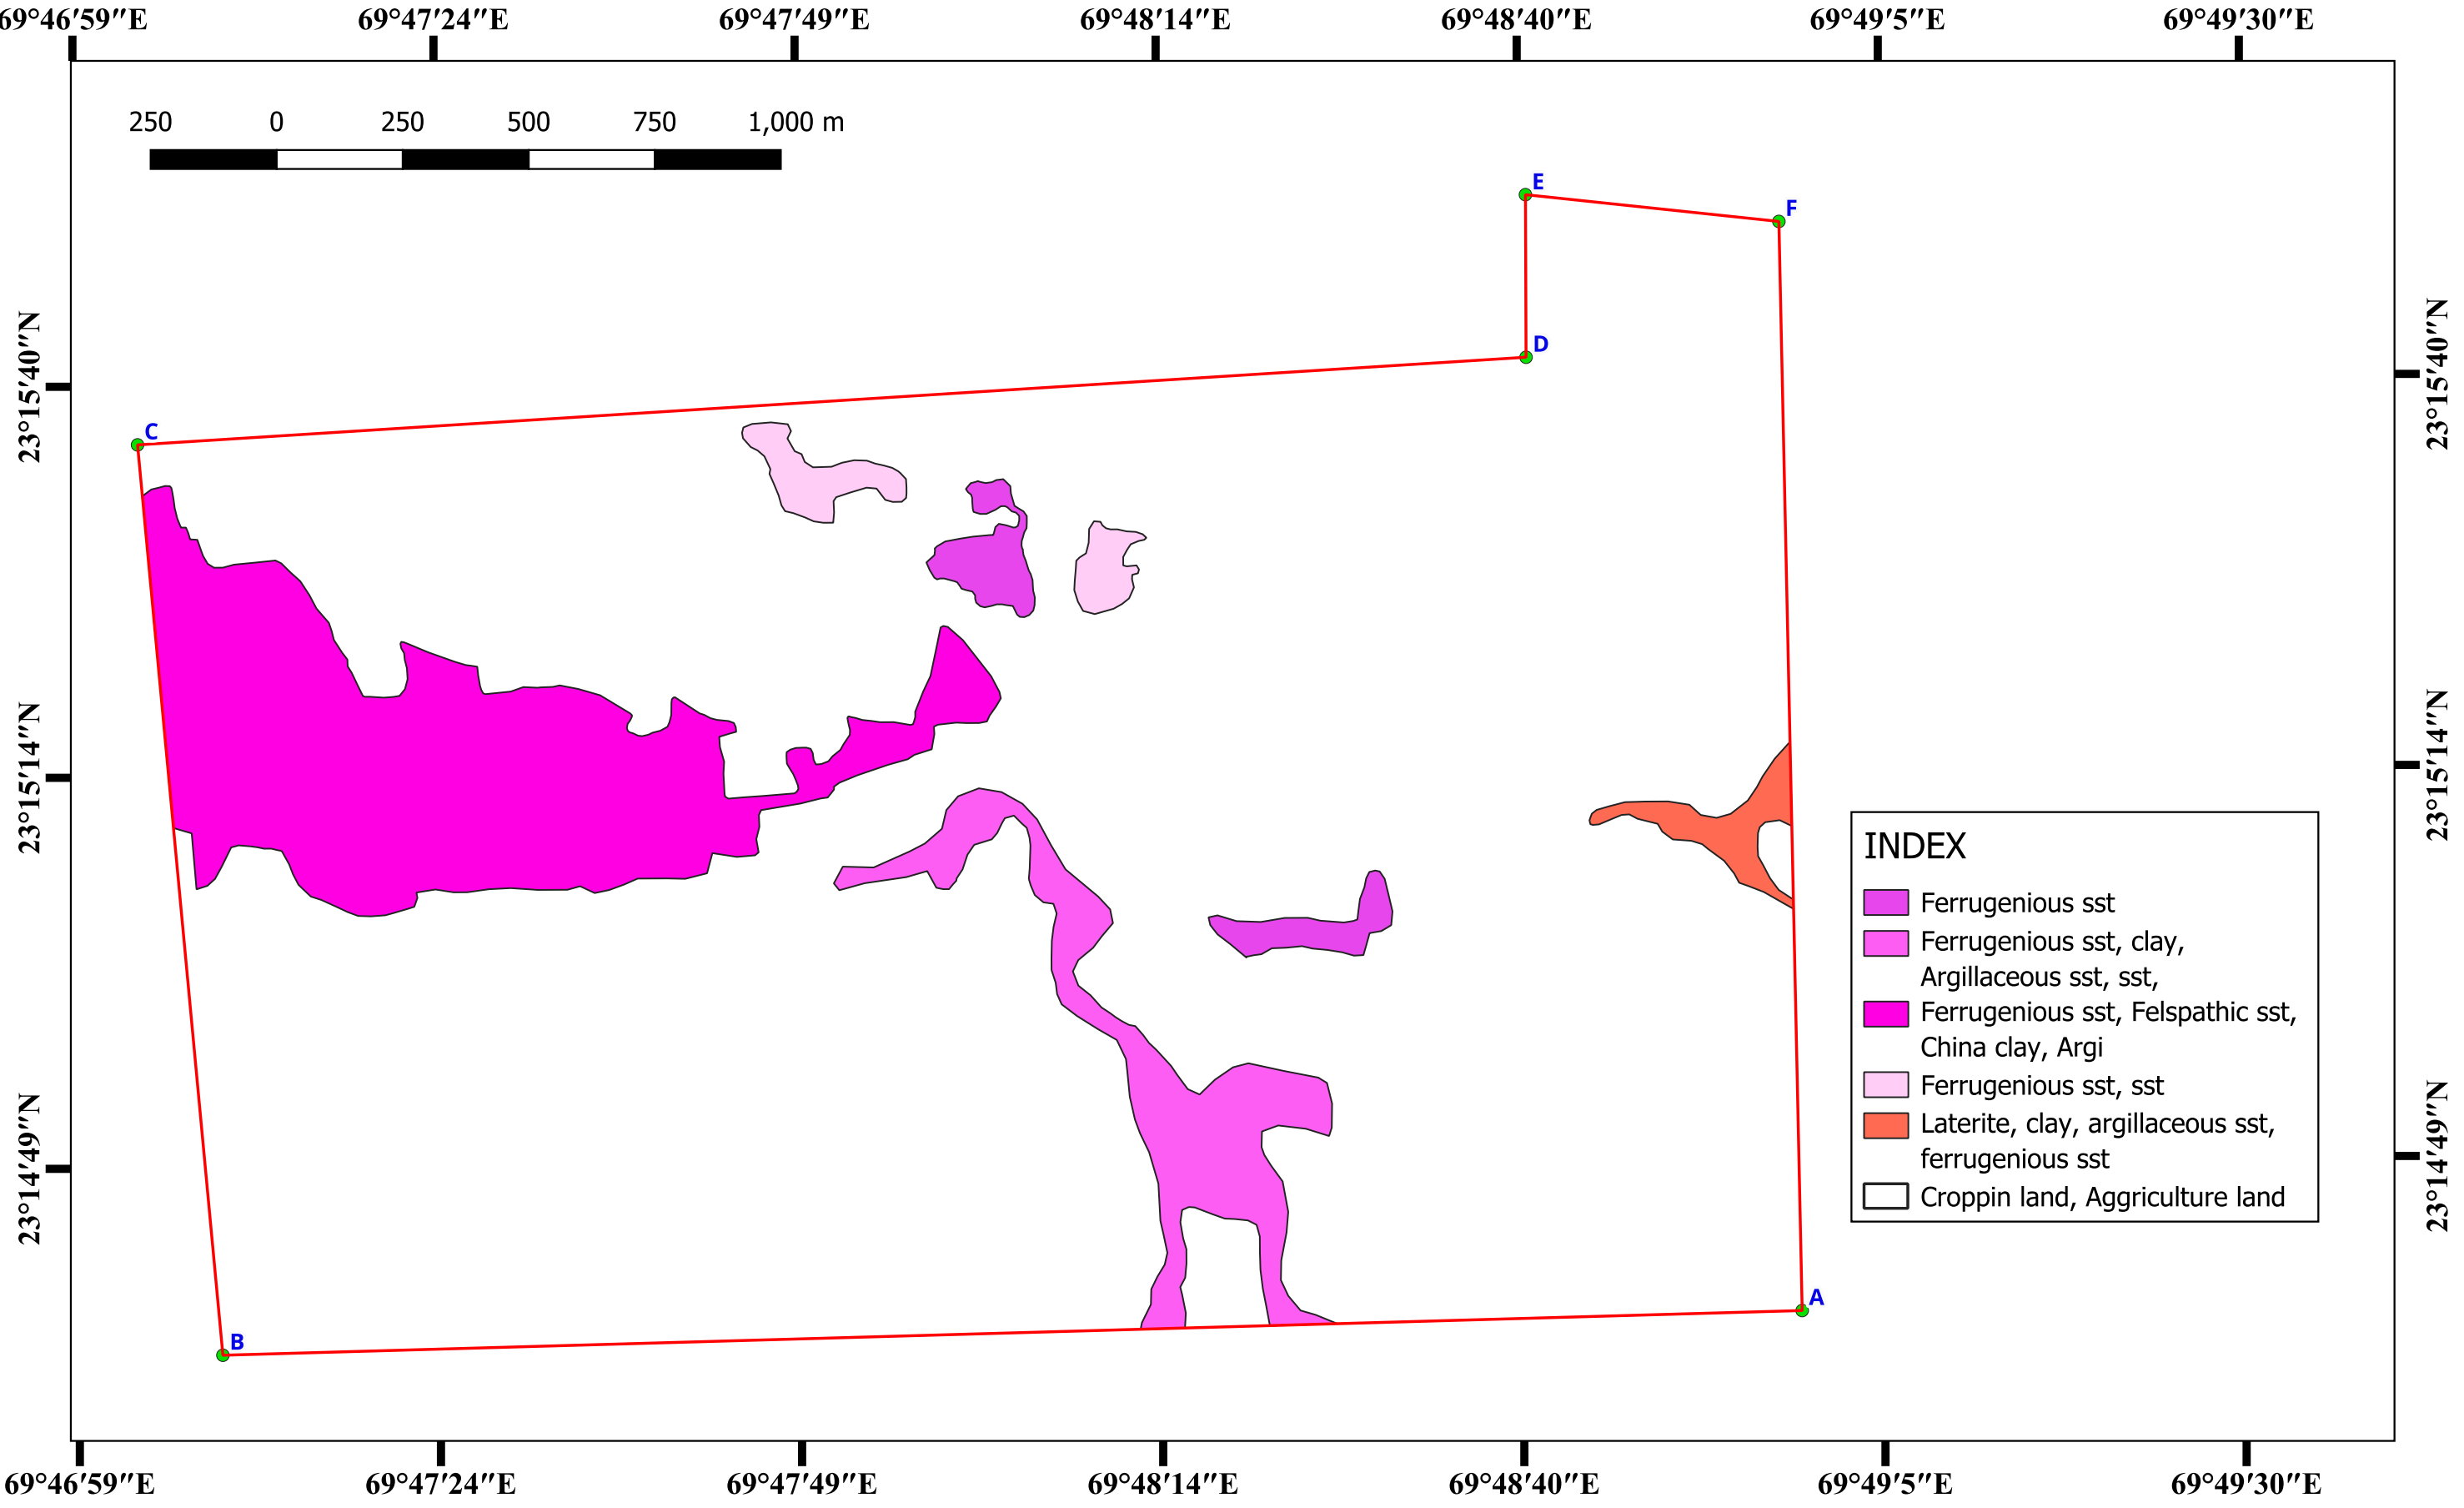 69°46′59″E 69°47′24″E 69°47′49″E 69°48′14″E 69°48′40″E 69°49′5″E 69°49′30″E
250 0 250 500 750 1,000 m
E
F
D
23°15′40″N 23°15′40″N
C
23°15′14″N 23°15′14″N
INDEX
Ferrugenious sst
Ferrugenious sst, clay,
Argillaceous sst, sst,
Ferrugenious sst, Felspathic sst,
China clay, Argi
Ferrugenious sst, sst
Laterite, clay, argillaceous sst,
ferrugenious sst
Croppin land, Aggriculture land
23°14′49″N 23°14′49″N
A
B
69°46′59″E 69°47′24″E 69°47′49″E 69°48′14″E 69°48′40″E 69°49′5″E 69°49′30″E